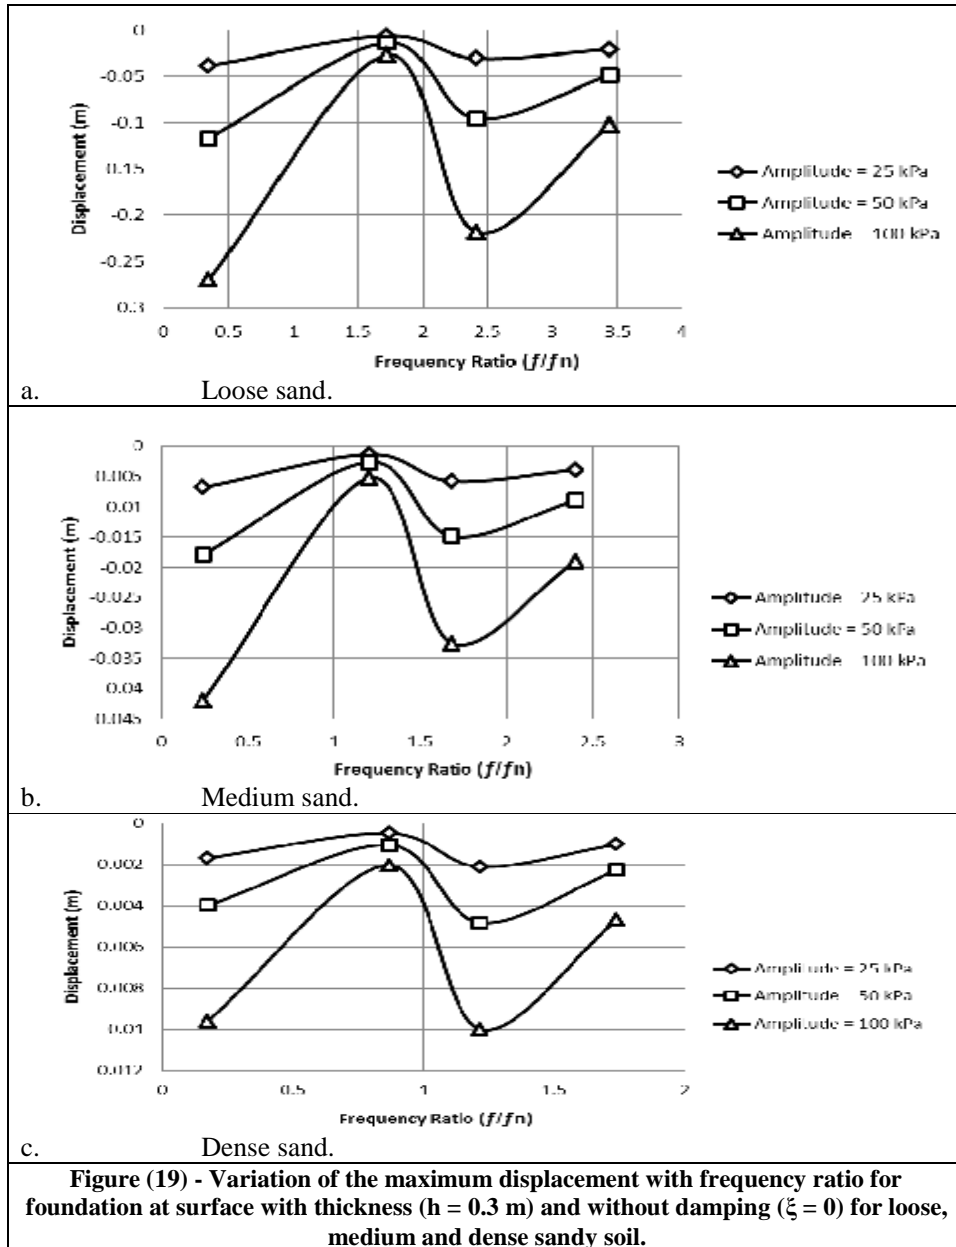 0
-0.05
-0.1
0.15
-0.2
-0.25
-0.3
Displacement (m)
0 0.5 1 1.5 2 2.5 3 3.5 4
Frequency Ratio (f/fn)
Amplitude = 25 kPa
Amplitude = 50 kPa
Amplitude 100 kPa
a. Loose sand.
0
0.005
0.01
-0.015
-0.02
-0.025
-0.03
-0.035
0.04
0.045
Displacement (m)
0 0.5 1 1.5 2 2.5 3
Frequency Ratio (f/fn)
Amplitude 25 kPa
Amplitude = 50 kPa
Amplitude 100 kPa
b. Medium sand.
0
0.002
0.004
0.006
0.008
0.01
0.012
Displacement (m)
0 0.5 1 1.5 2
Frequency Ratio (f/fn)
Amplitude = 25 kPa
Amplitude 50 kPa
Amplitude = 100 kPa
c. Dense sand.
Figure (19) - Variation of the maximum displacement with frequency ratio for
foundation at surface with thickness (h = 0.3 m) and without damping (ξ = 0) for loose,
medium and dense sandy soil.